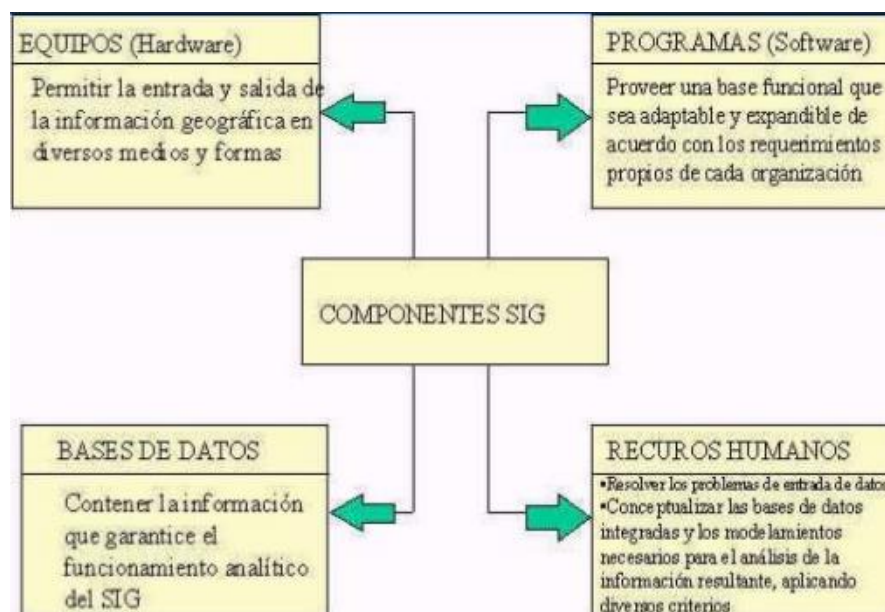 EQUIPOS (Hardware)
Permitir la entrada y salida de
la información geográfica en
diversos medios y formas
PROGRAMAS (Software)
Proveer una base funcional que
sea adaptable y expandible de
acuerdo con los requerimientos
propios de cada organización
COMPONENTES SIG
BASES DE DATOS
Contener la información
que garantice el
funcionamiento analítico
del SIG
RECUROS HUMANOS
•Resolver los problemas de entrada de datos
•Conceptualizar las bases de datos
integradas y los modelamientos
necesarios para el análisis de la
información resultante, aplicando
diversos criterios